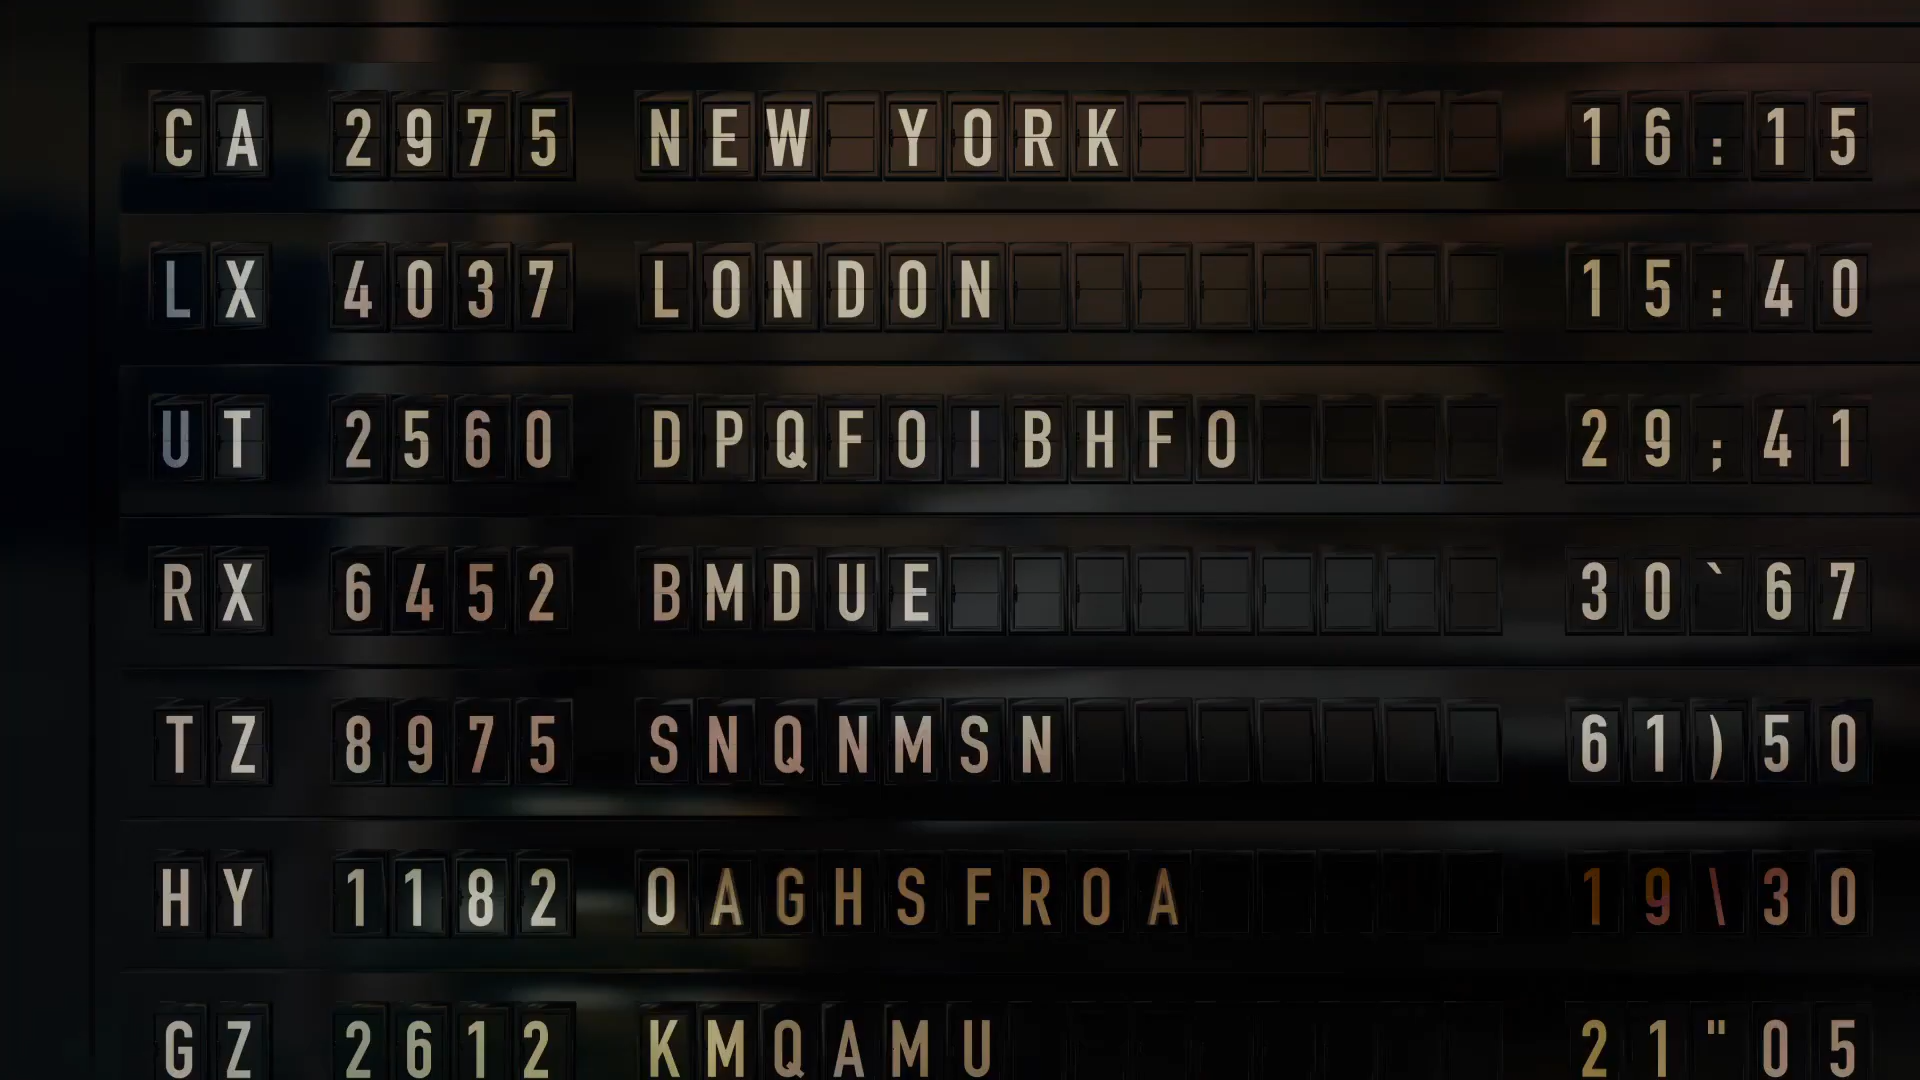 CA 2975 NEW YORK 16:15
LX 4037 LONDON 15:40
UT 2560 DPQFOIBHFO 29;41
RX 6452 BMDUE 30`67
TZ 8975 SNQNMSN 61)50
HY 1182 OAGHSFROA 19\30
GZ 2612 KMQAMU 21"05